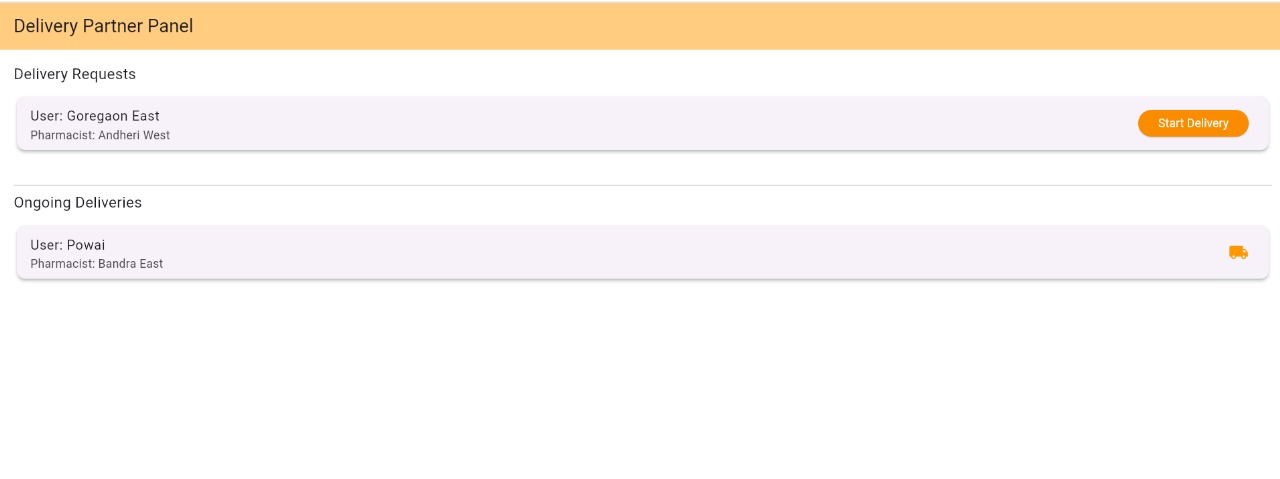 Delivery Partner Panel
Delivery Requests
User: Goregaon East
Pharmacist: Andheri West
Start Delivery
Ongoing Deliveries
User: Powai
Pharmacist: Bandra East